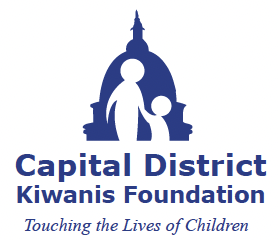 Capital District
Kiwanis Foundation
Touching the Lives of Children